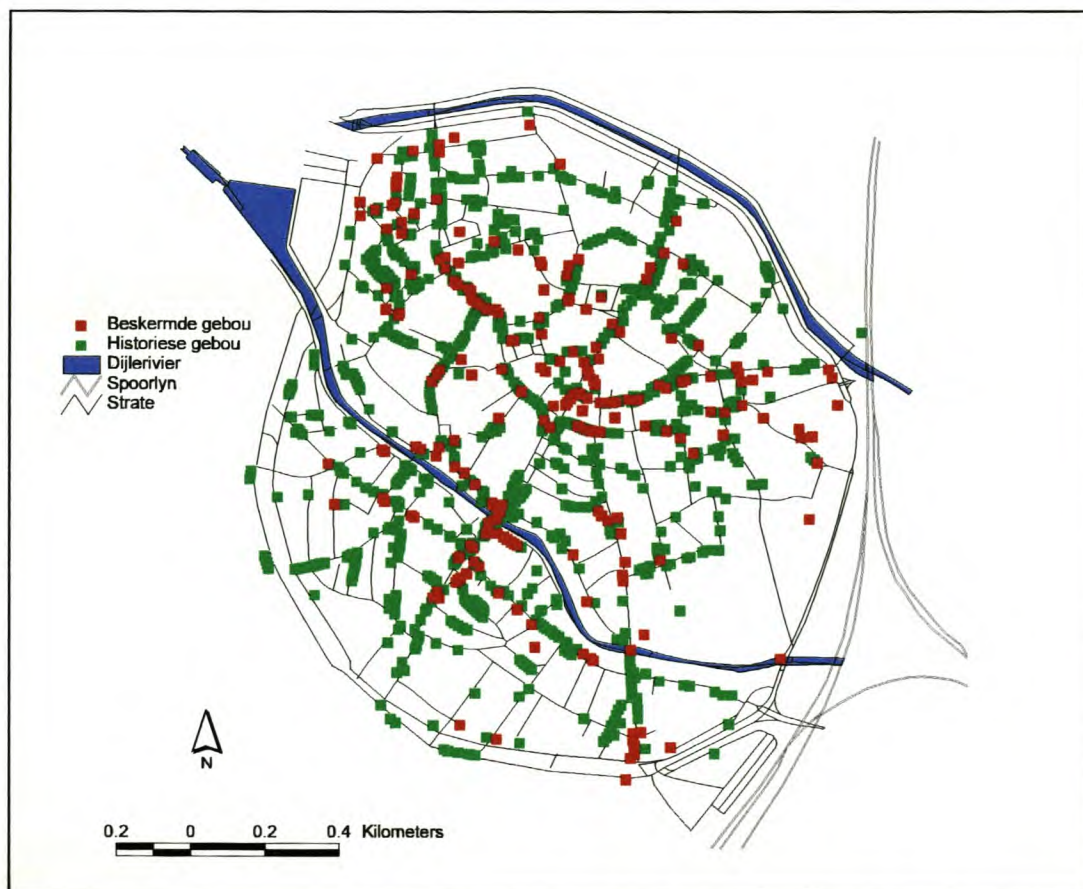 Beskermde gebou
Historiese gebou
Dijlerivier
Spoorlyn
Strate
N
0.2 0 0.2 0.4 Kilometers